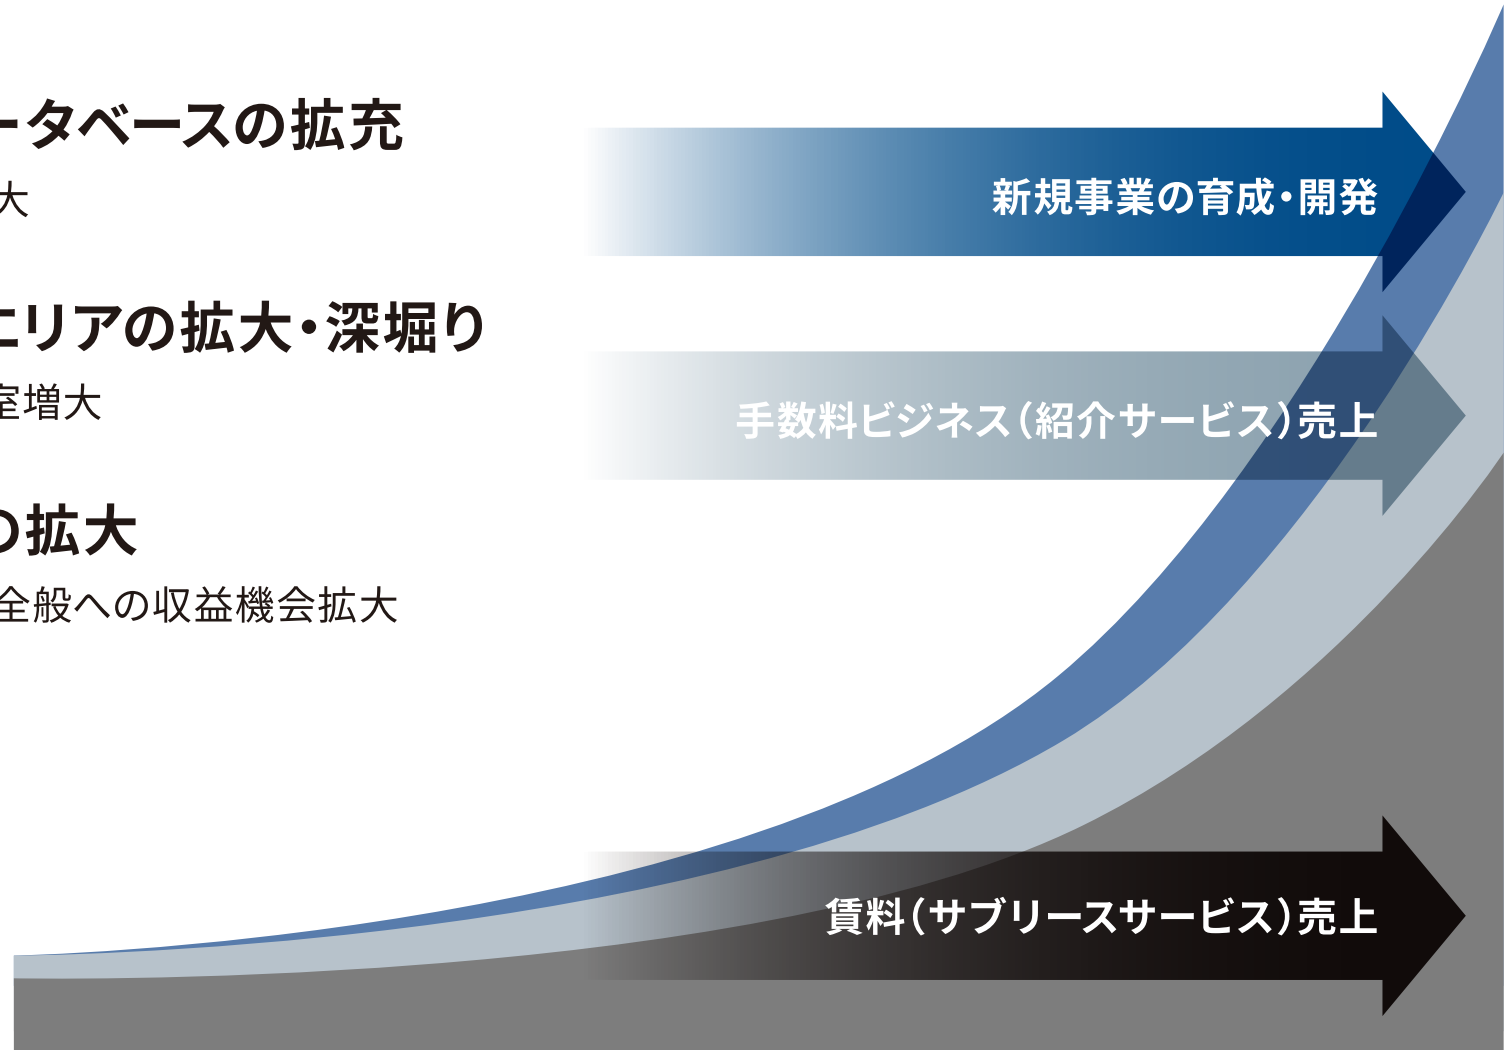 ータベースの拡充
大
エリアの拡大・深堀り
室増大
の拡大
全般への収益機会拡大
新規事業の育成・開発
手数料ビジネス（紹介サービス）売上
賃料（サブリースサービス）売上